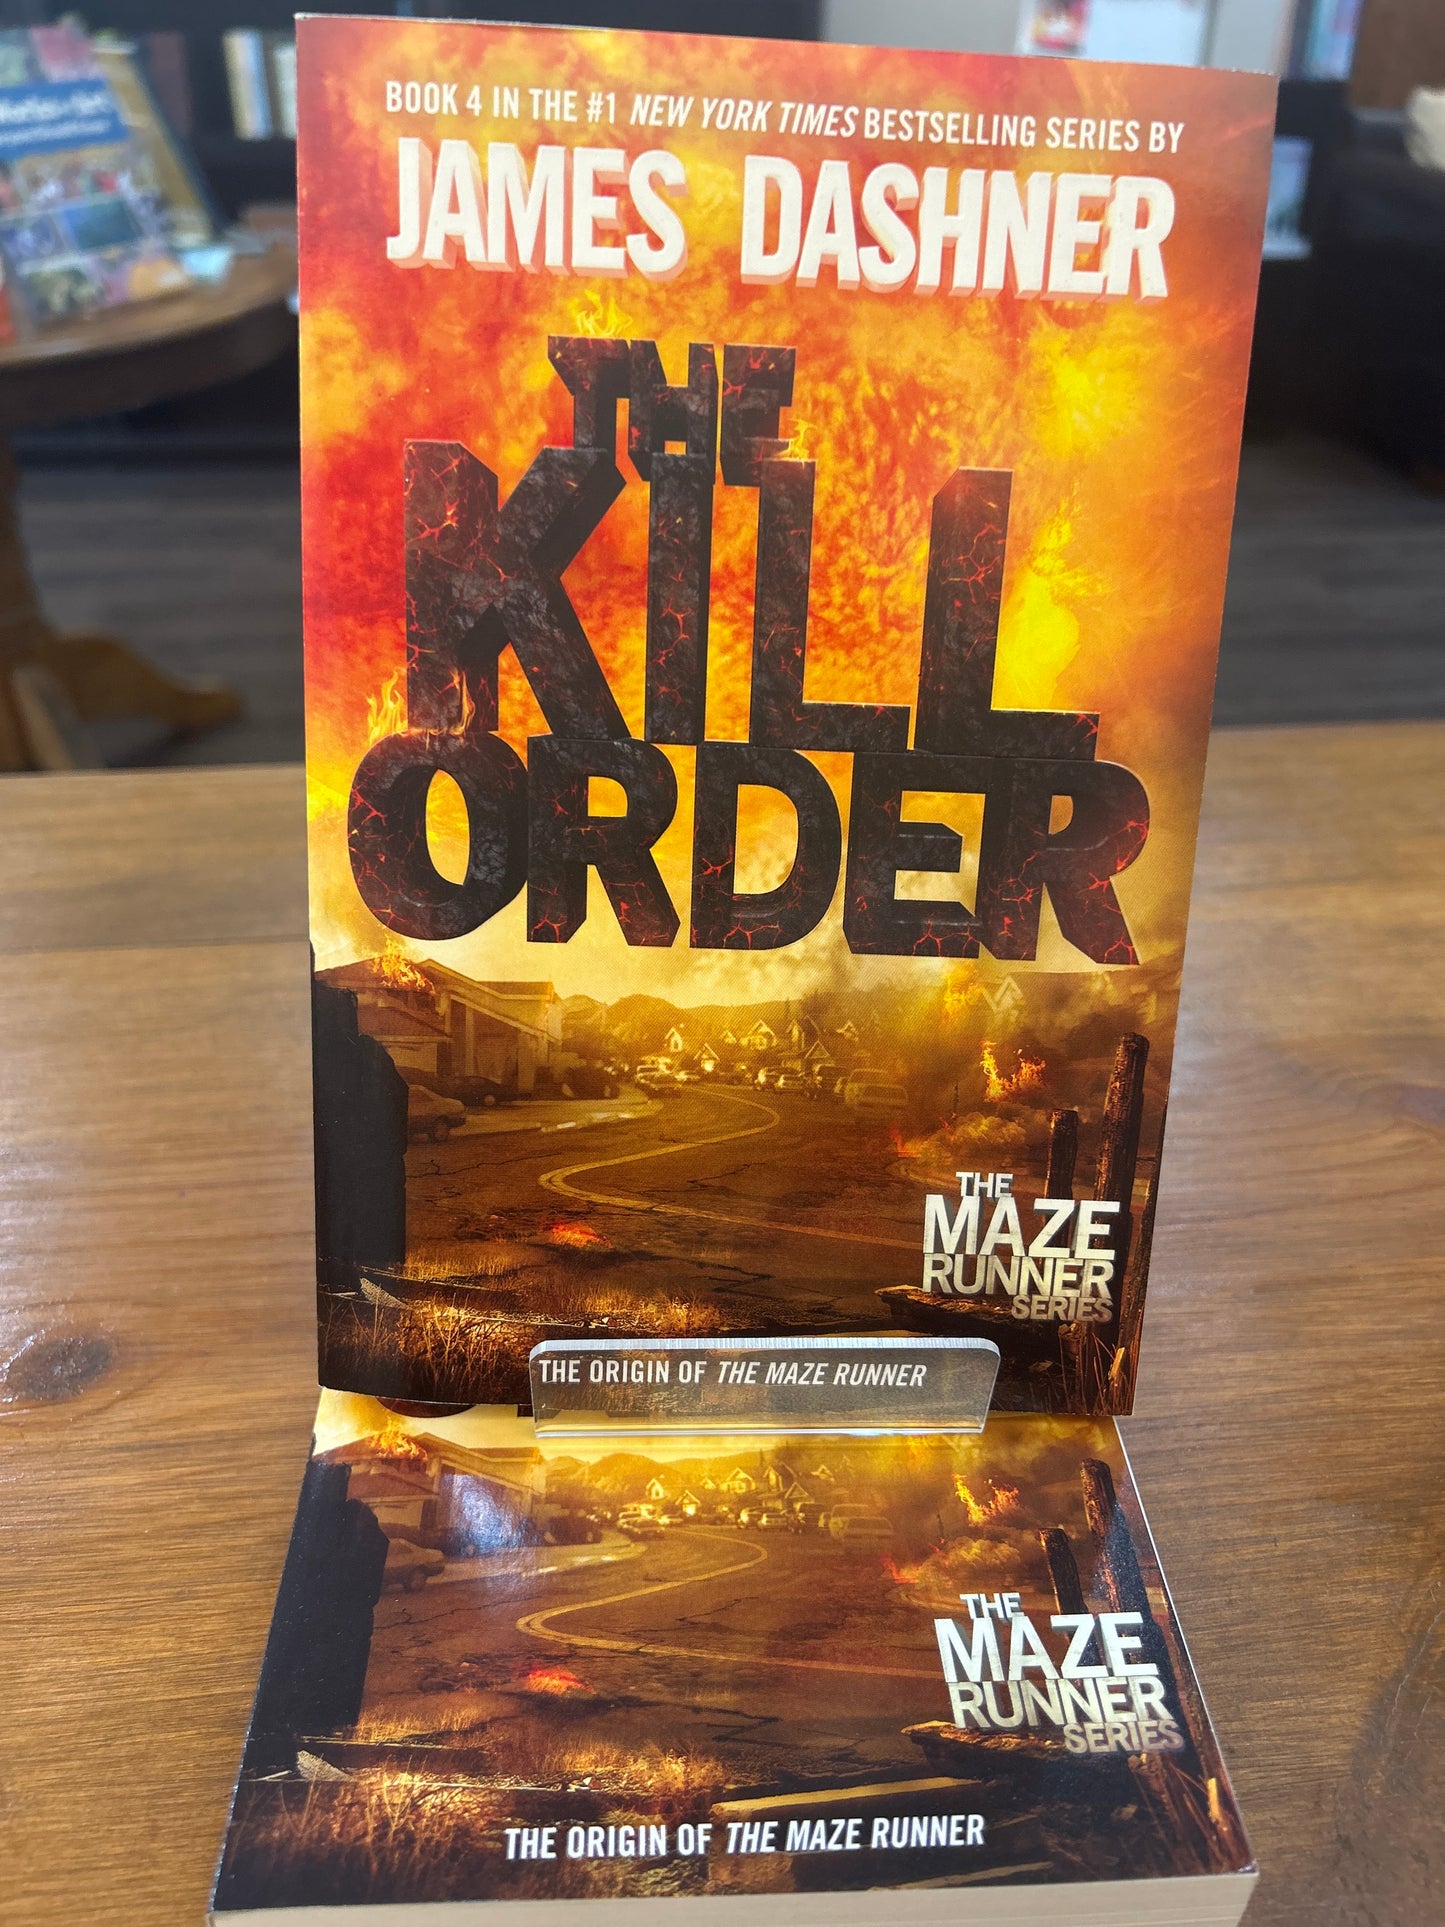 BOOK 4 IN THE #1 NEW YORK TIMES BESTSELLING SERIES BY
JAMES DASHNER
THE
KILL
ORDER
THE
MAZE
RUNNER
SERIES
THE ORIGIN OF THE MAZE RUNNER
THE
MAZE
RUNNER
SERIES
THE ORIGIN OF THE MAZE RUNNER